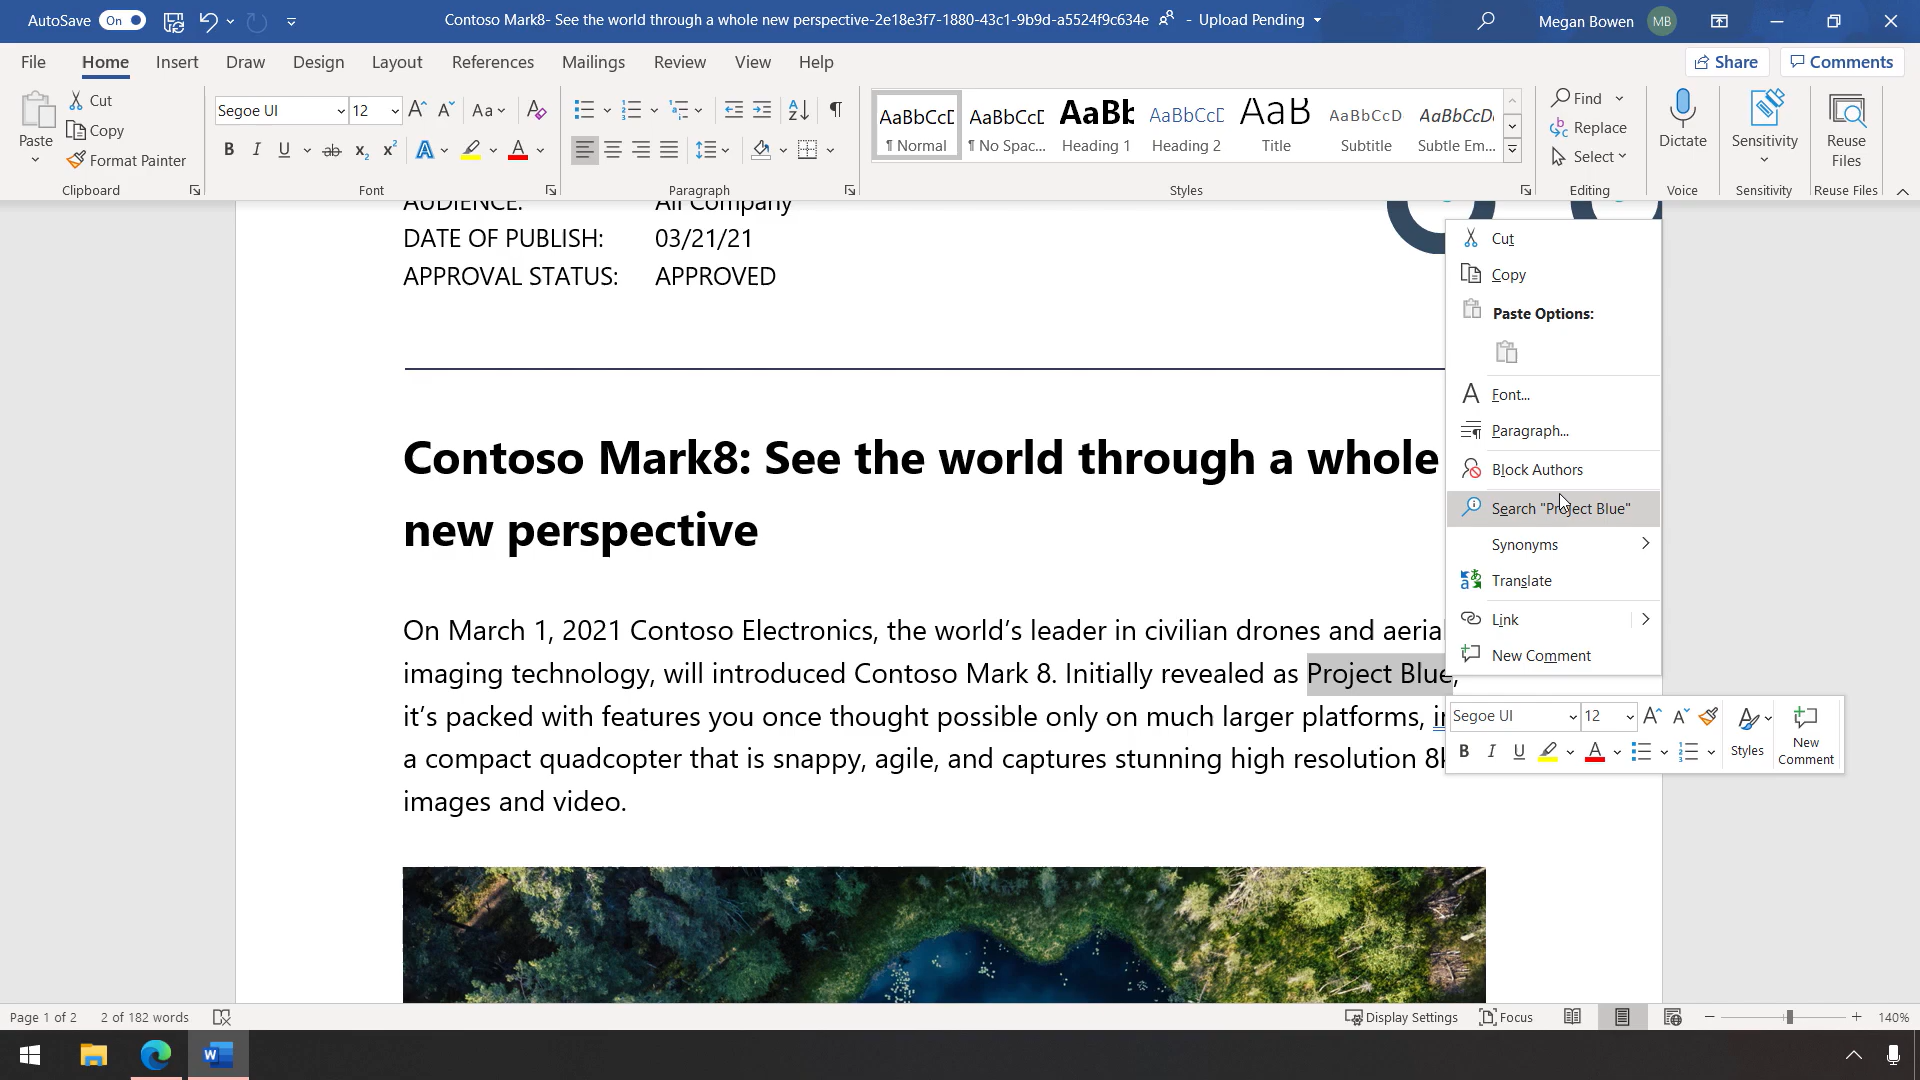 AutoSave On Contoso Mark8- See the world through a whole new perspective-2e18e3f7-1880-43c1-9b9d-a5524f9c634e - Upload Pending Megan Bowen MB
File Home Insert Draw Design Layout References Mailings Review View Help Share Comments
Paste
Cut
Copy
Format Painter
Clipboard
Segoe UI 12 Aa
B I U ab x₂ x² A A
Font
Paragraph
AaBbCcD AaBbCcD AaBb AaBbCcD AaB AaBbCcD AaBbCcD
¶ Normal ¶ No Spac... Heading 1 Heading 2 Title Subtitle Subtle Em...
Styles
Find
Replace
Select
Editing
Dictate
Voice
Sensitivity
Sensitivity
Reuse
Files
Reuse Files
AUDIENCE: All Company
DATE OF PUBLISH: 03/21/21
APPROVAL STATUS: APPROVED
Contoso Mark8: See the world through a whole
new perspective
On March 1, 2021 Contoso Electronics, the world’s leader in civilian drones and aerial
imaging technology, will introduced Contoso Mark 8. Initially revealed as Project Blue,
it’s packed with features you once thought possible only on much larger platforms, in
a compact quadcopter that is snappy, agile, and captures stunning high resolution 8k
images and video.
Cut
Copy
Paste Options:
Font...
Paragraph...
Block Authors
Search "Project Blue"
Synonyms
Translate
Link
New Comment
Segoe UI 12
B I U A
Styles
New
Comment
Page 1 of 2 2 of 182 words Display Settings Focus 140%